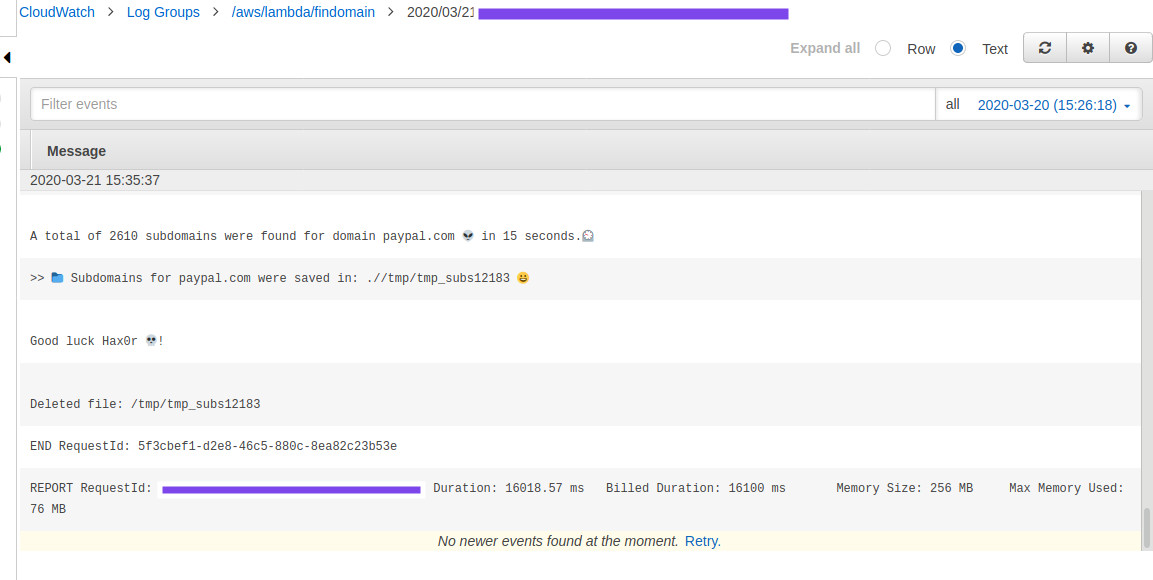 CloudWatch > Log Groups > /aws/lambda/findomain > 2020/03/21
Expand all Row Text
Filter events all 2020-03-20 (15:26:18)
Message
2020-03-21 15:35:37
A total of 2610 subdomains were found for domain paypal.com 👽 in 15 seconds.
>> 📁 Subdomains for paypal.com were saved in: .//tmp/tmp_subs12183 😀
Good luck Hax0r 💀!
Deleted file: /tmp/tmp_subs12183
END RequestId: 5f3cbef1-d2e8-46c5-880c-8ea82c23b53e
REPORT RequestId: Duration: 16018.57 ms Billed Duration: 16100 ms Memory Size: 256 MB Max Memory Used:
76 MB
No newer events found at the moment. Retry.